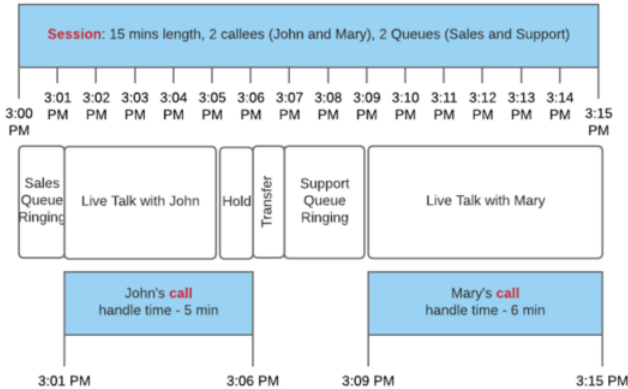 Session: 15 mins length, 2 callees (John and Mary), 2 Queues (Sales and Support)
3:00 PM
3:01 PM
3:02 PM
3:03 PM
3:04 PM
3:05 PM
3:06 PM
3:07 PM
3:08 PM
3:09 PM
3:10 PM
3:11 PM
3:12 PM
3:13 PM
3:14 PM
3:15 PM
Sales
Queue
Ringing
Live Talk with John
Hold
Transfer
Support
Queue
Ringing
Live Talk with Mary
John's call
handle time - 5 min
Mary's call
handle time - 6 min
3:01 PM
3:06 PM
3:09 PM
3:15 PM